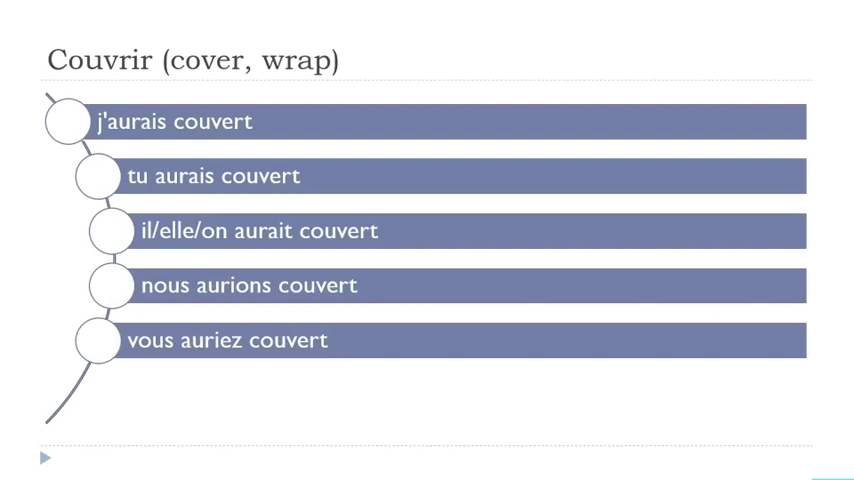 Couvrir (cover, wrap)
j'aurais couvert
tu aurais couvert
il/elle/on aurait couvert
nous aurions couvert
vous auriez couvert